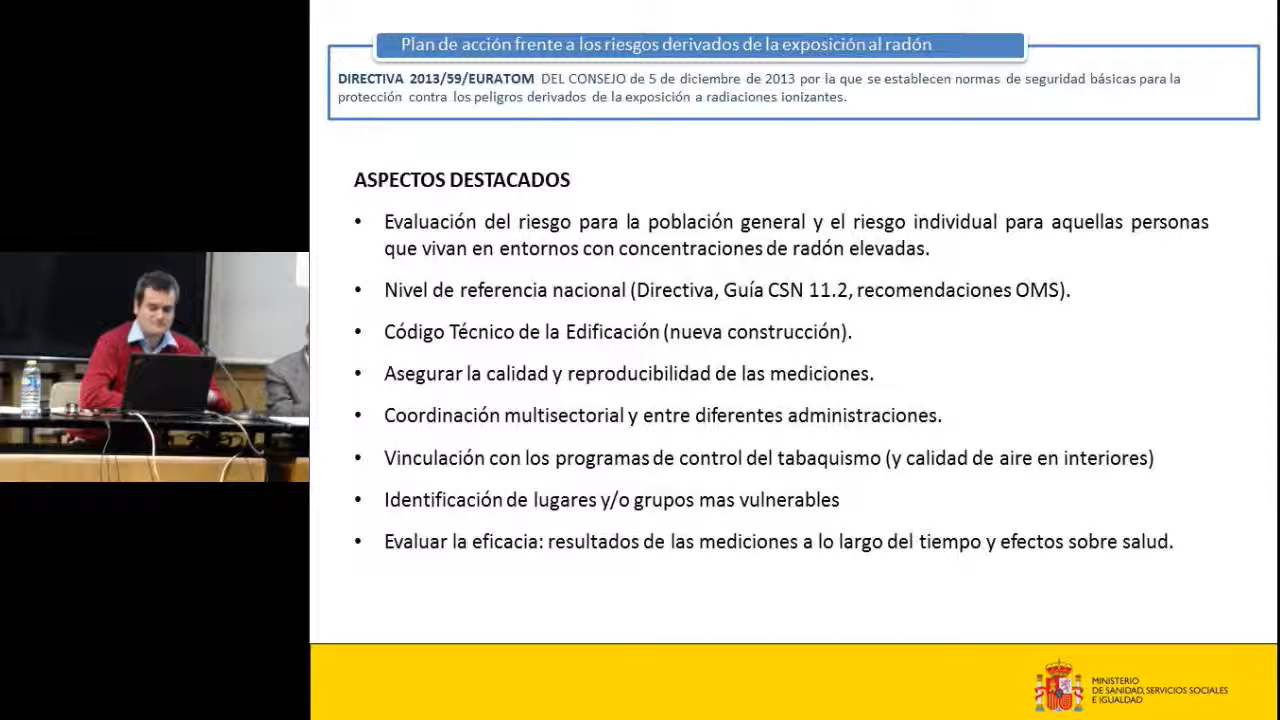 Plan de acción frente a los riesgos derivados de la exposición al radón
DIRECTIVA 2013/59/EURATOM DEL CONSEJO de 5 de diciembre de 2013 por la que se establecen normas de seguridad básicas para la
protección contra los peligros derivados de la exposición a radiaciones ionizantes.
ASPECTOS DESTACADOS
• Evaluación del riesgo para la población general y el riesgo individual para aquellas personas
que vivan en entornos con concentraciones de radón elevadas.
• Nivel de referencia nacional (Directiva, Guía CSN 11.2, recomendaciones OMS).
• Código Técnico de la Edificación (nueva construcción).
• Asegurar la calidad y reproducibilidad de las mediciones.
• Coordinación multisectorial y entre diferentes administraciones.
• Vinculación con los programas de control del tabaquismo (y calidad de aire en interiores)
• Identificación de lugares y/o grupos mas vulnerables
• Evaluar la eficacia: resultados de las mediciones a lo largo del tiempo y efectos sobre salud.
MINISTERIO
DE SANIDAD, SERVICIOS SOCIALES
E IGUALDAD